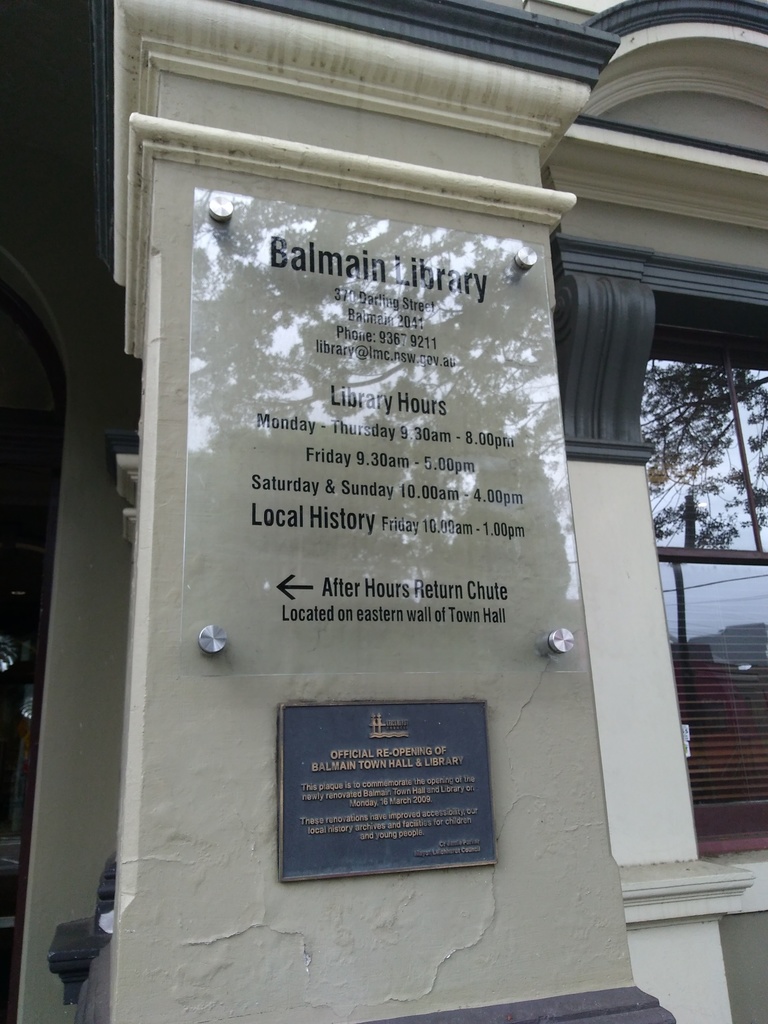 Balmain Library
370 Darling Street
Balmain 2041
Phone: 9367 9211
library@lmc.nsw.gov.au
Library Hours
Monday - Thursday 9.30am - 8.00pm
Friday 9.30am - 5.00pm
Saturday & Sunday 10.00am - 4.00pm
Local History Friday 10.00am - 1.00pm
← After Hours Return Chute
Located on eastern wall of Town Hall
OFFICIAL RE-OPENING OF
BALMAIN TOWN HALL & LIBRARY
This plaque is to commemorate the opening of the
newly renovated Balmain Town Hall and Library on
Monday, 16 March 2009.
These renovations have improved accessibility, our
local history archives and facilities for children
and young people.
Mayor Leichhardt Council